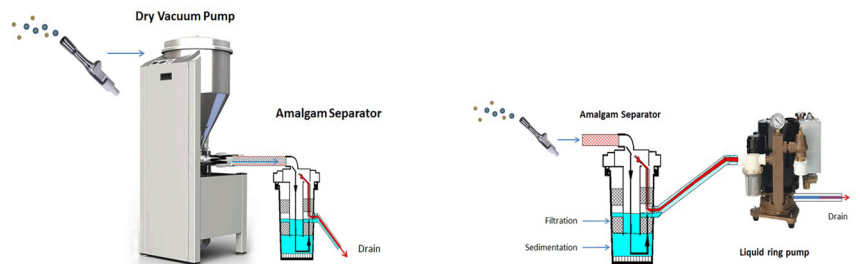 Dry Vacuum Pump
Amalgam Separator
Drain
Amalgam Separator
Filtration
Sedimentation
Drain
Liquid ring pump